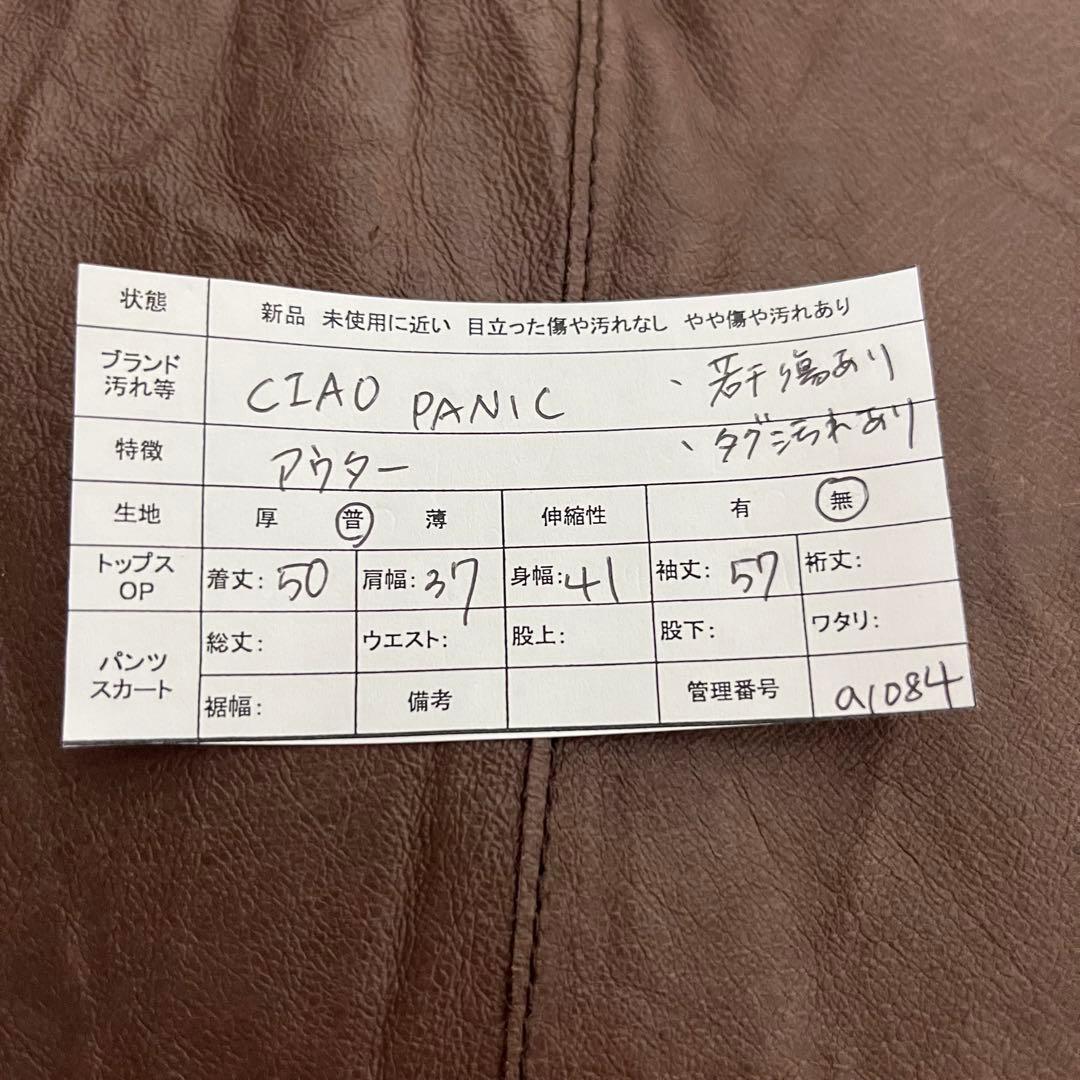 状態 新品 未使用に近い 目立った傷や汚れなし やや傷や汚れあり
ブランド 汚れ等 CIAO PANIC 、若干傷あり
特徴 アウター 、タグ汚れあり
生地 厚 普 薄 伸縮性 有 無
トップス OP 着丈:50 肩幅:37 身幅:41 袖丈:57 裄丈:
パンツ スカート 総丈: ウエスト: 股上: 股下: ワタリ:
裾幅: 備考 管理番号 a1084